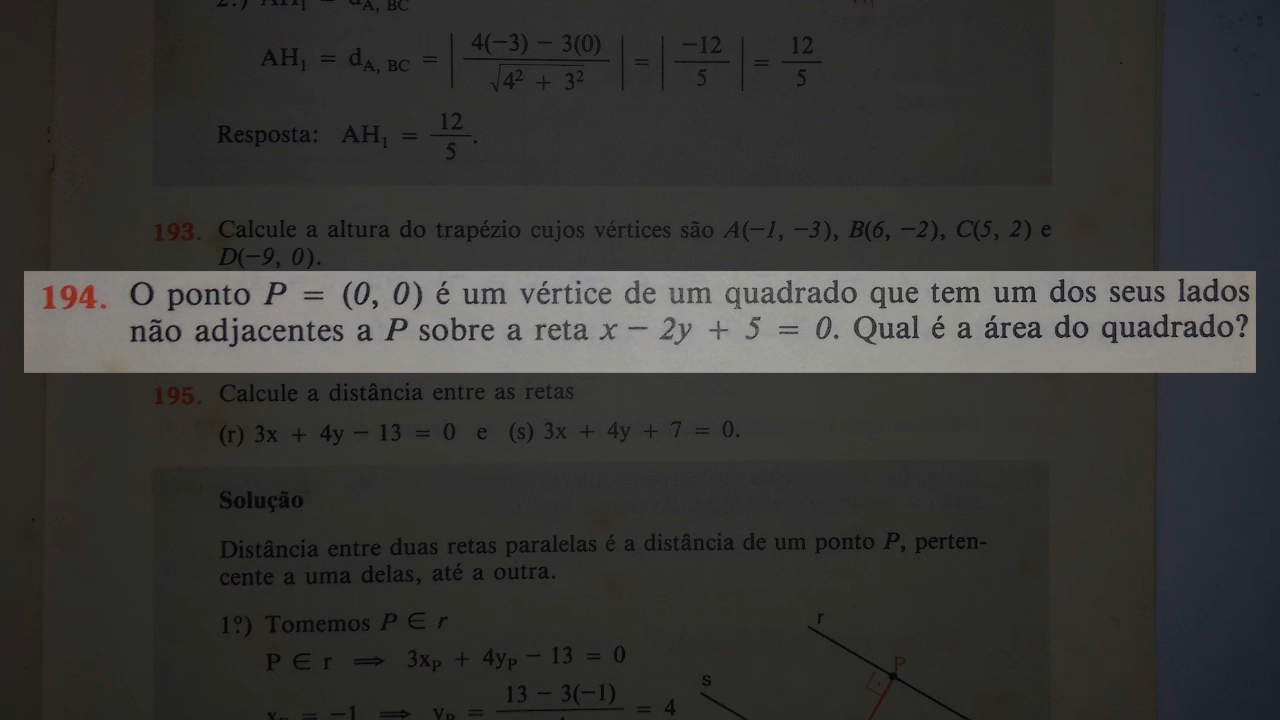 AH₁ = d_A, BC = | 4(−3) − 3(0) / √4² + 3² | = | −12 / 5 | = 12 / 5
Resposta: AH₁ = 12 / 5.
193. Calcule a altura do trapézio cujos vértices são A(−1, −3), B(6, −2), C(5, 2) e
D(−9, 0).
194. O ponto P = (0, 0) é um vértice de um quadrado que tem um dos seus lados
não adjacentes a P sobre a reta x − 2y + 5 = 0. Qual é a área do quadrado?
195. Calcule a distância entre as retas
(r) 3x + 4y − 13 = 0 e (s) 3x + 4y + 7 = 0.
Solução
Distância entre duas retas paralelas é a distância de um ponto P, perten-
cente a uma delas, até a outra.
1º) Tomemos P ∈ r
P ∈ r ⟹ 3x_P + 4y_P − 13 = 0
= −1 ⟹ y_P = 13 − 3(−1) = 4
r
P
s